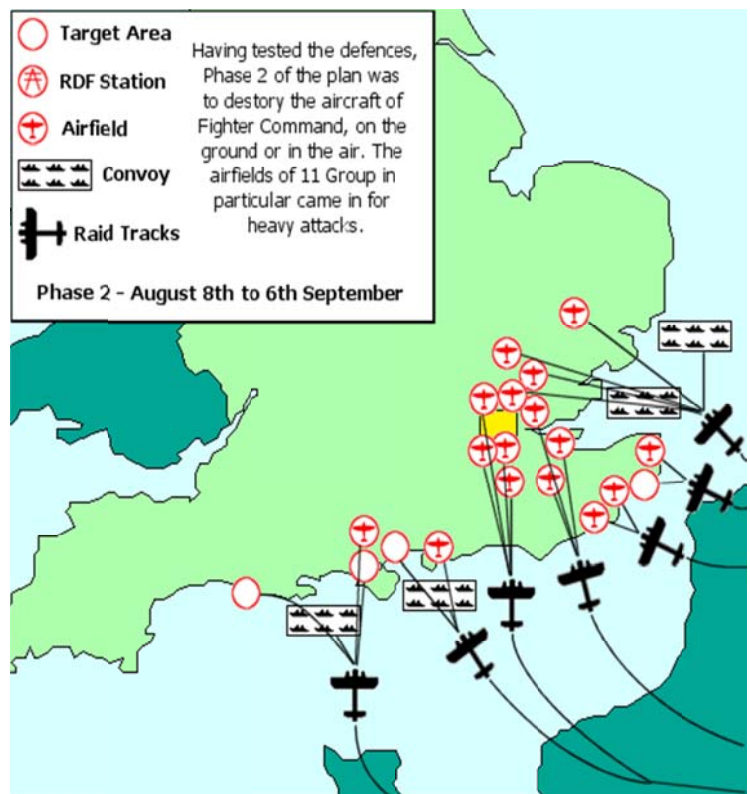 Target Area
RDF Station
Airfield
Convoy
Raid Tracks
Having tested the defences,
Phase 2 of the plan was
to destory the aircraft of
Fighter Command, on the
ground or in the air. The
airfields of 11 Group in
particular came in for
heavy attacks.
Phase 2 - August 8th to 6th September